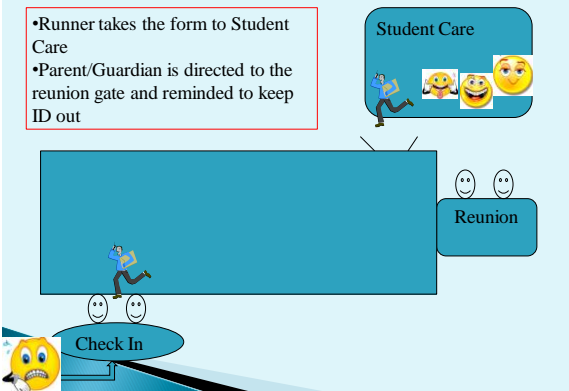 •Runner takes the form to Student
Care
•Parent/Guardian is directed to the
reunion gate and reminded to keep
ID out
Student Care
Reunion
Check In